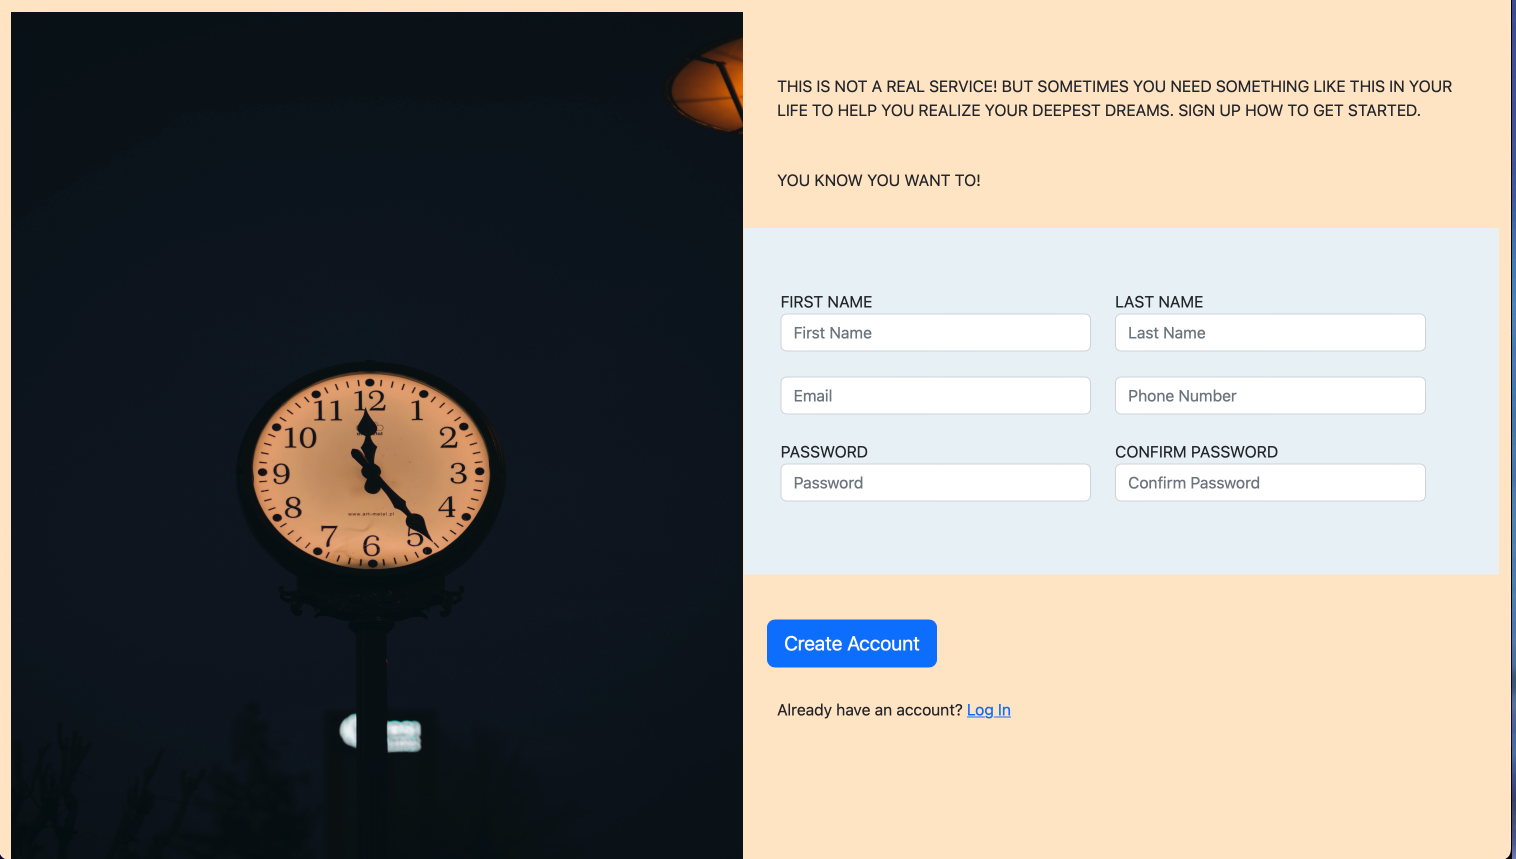 THIS IS NOT A REAL SERVICE! BUT SOMETIMES YOU NEED SOMETHING LIKE THIS IN YOUR
LIFE TO HELP YOU REALIZE YOUR DEEPEST DREAMS. SIGN UP HOW TO GET STARTED.
YOU KNOW YOU WANT TO!
FIRST NAME
LAST NAME
First Name
Last Name
Email
Phone Number
PASSWORD
CONFIRM PASSWORD
Password
Confirm Password
Create Account
Already have an account? Log In
12
1
2
3
4
5
6
7
8
9
10
11
www.art-metal.pl